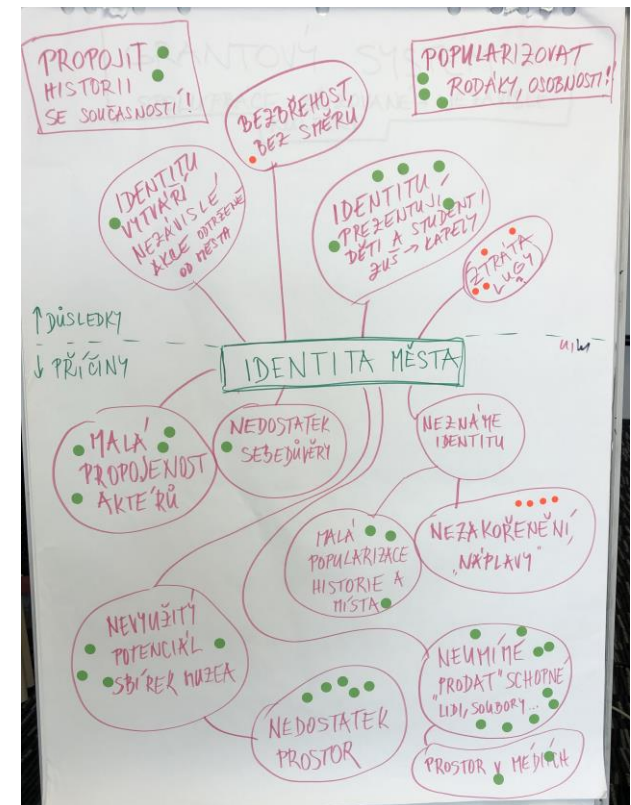 PROPOJIT
HISTORII
SE SOUČASNOSTÍ!
BEZBŘEHOST,
BEZ SMĚRU
POPULARIZOVAT
RODÁKY, OSOBNOSTI!
IDENTITU
VYTVÁŘÍ
NEZÁVISLÉ
AKCE ODTRŽENÉ
OD MĚSTA
IDENTITU
PREZENTUJÍ
DĚTI A STUDENTI
ZUŠ → KAPELY
ZTRÁTA
↑ DŮSLEDKY
↓ PŘÍČINY
IDENTITA MĚSTA
MALÁ
PROPOJENOST
AKTÉRŮ
NEDOSTATEK
SEBEDŮVĚRY
NEZNÁME
IDENTITU
MALÁ
POPULARIZACE
HISTORIE A
MÍSTA
NEZAKOŘENĚNÍ,
"NÁPLAVY"
NEVYUŽITÝ
POTENCIÁL
SBÍREK MUZEA
NEDOSTATEK
PROSTOR
NEUMÍME
"PRODAT" SCHOPNÉ
LIDI, SOUBORY...
PROSTOR V MÉDIÍCH